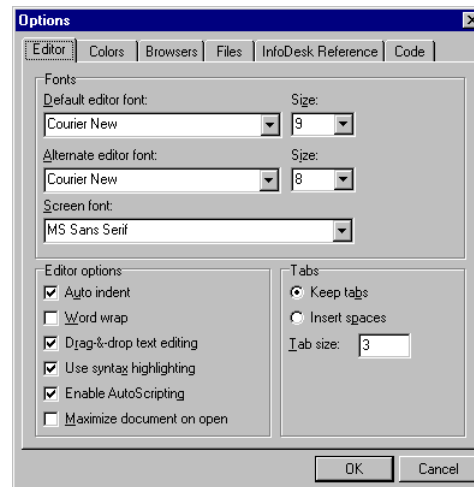 Options
Editor Colors Browsers Files InfoDesk Reference Code
Fonts
Default editor font: Size:
Courier New 9
Alternate editor font: Size:
Courier New 8
Screen font:
MS Sans Serif
Editor options Tabs
Auto indent Keep tabs
Word wrap Insert spaces
Drag-&-drop text editing Tab size: 3
Use syntax highlighting
Enable AutoScripting
Maximize document on open
OK Cancel